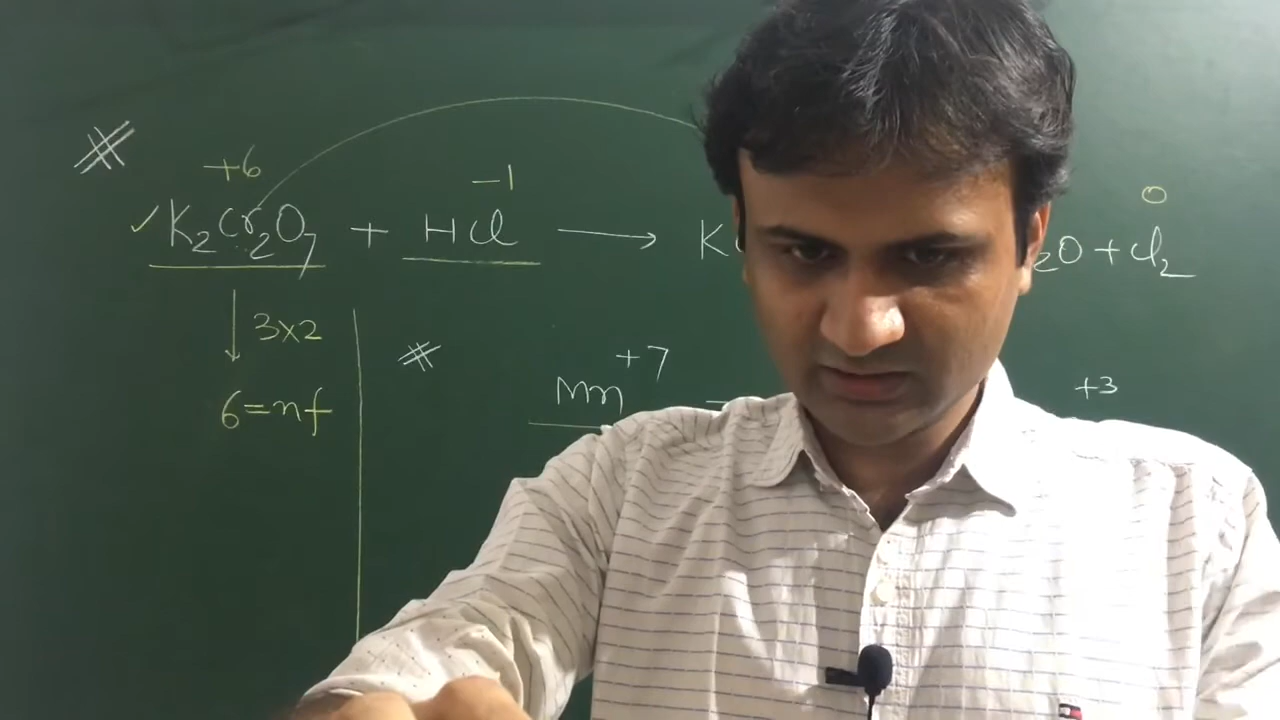 +6 -1 0
K2Cr2O7 + HCl → K 2O + Cl2
3x2
6=nf
+7 +3
Mn